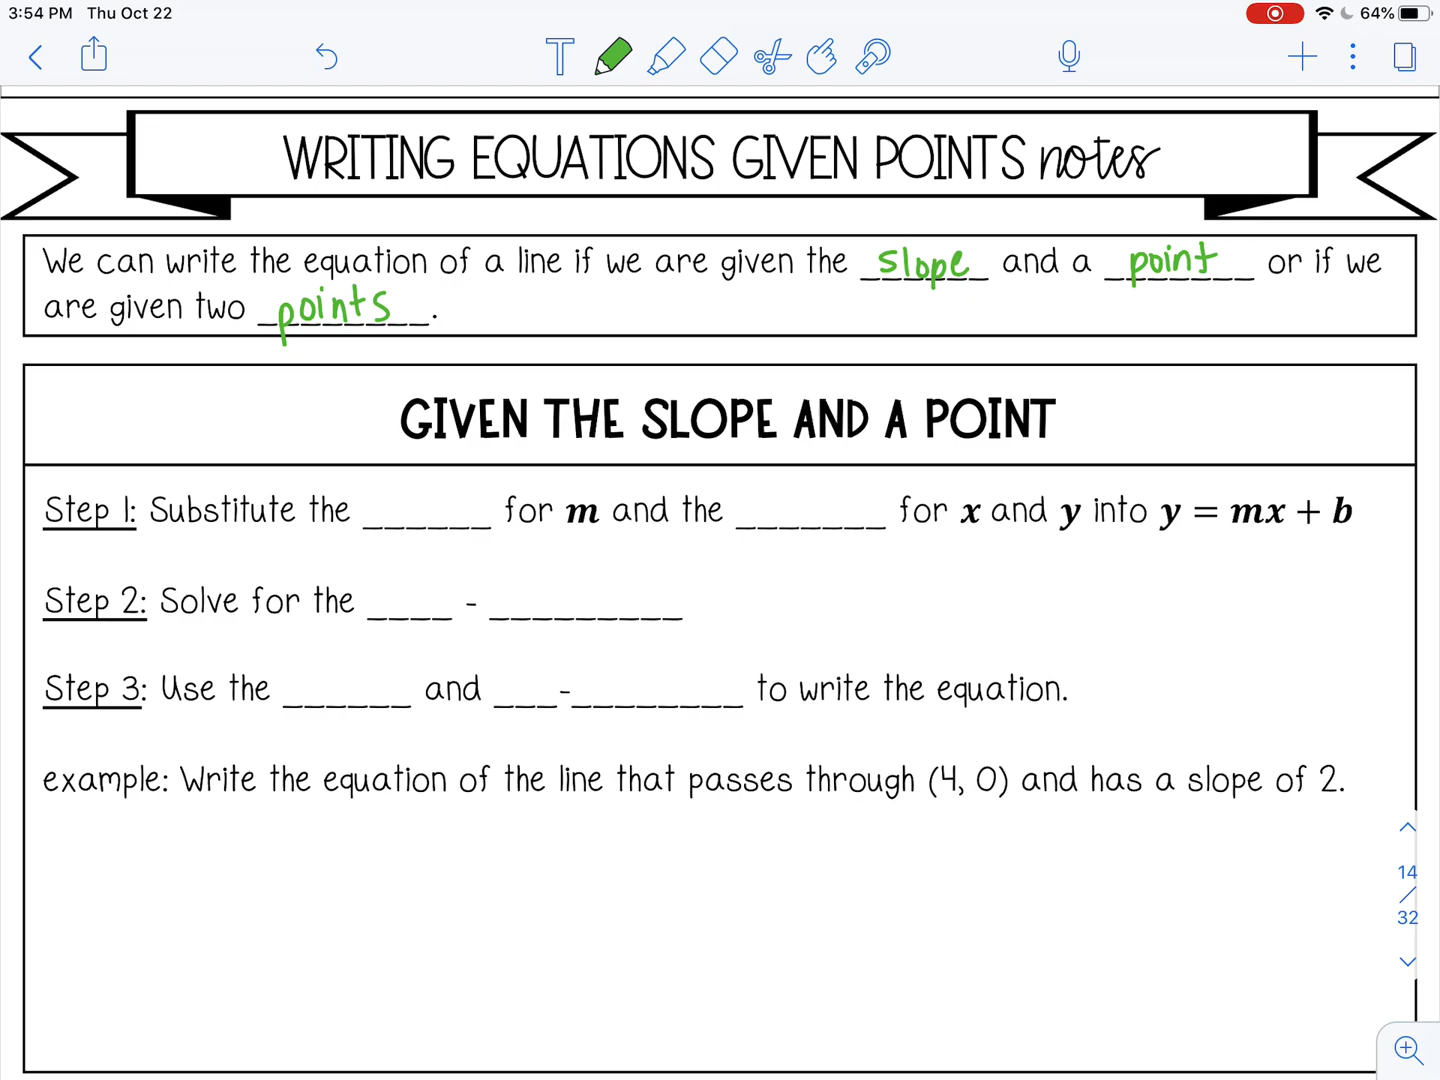 3:54 PM Thu Oct 22
64%
WRITING EQUATIONS GIVEN POINTS notes
We can write the equation of a line if we are given the slope and a point or if we
are given two points.
GIVEN THE SLOPE AND A POINT
Step 1: Substitute the ______ for m and the _______ for x and y into y = mx + b
Step 2: Solve for the ____ - _________
Step 3: Use the ______ and ___-________ to write the equation.
example: Write the equation of the line that passes through (4, 0) and has a slope of 2.
14
/
32